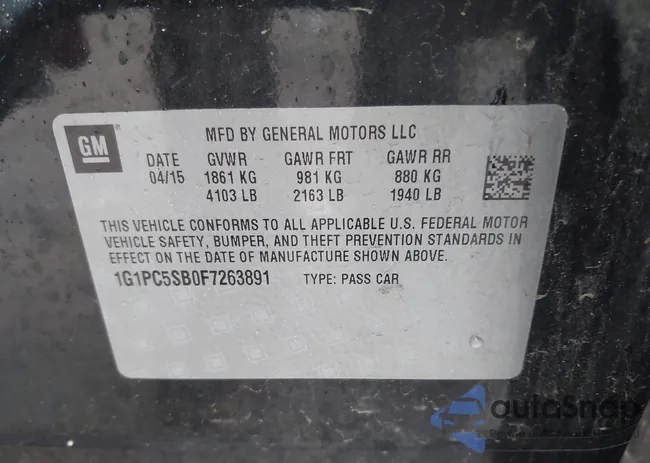 GM
MFD BY GENERAL MOTORS LLC
DATE GVWR GAWR FRT GAWR RR
04/15 1861 KG 981 KG 880 KG
4103 LB 2163 LB 1940 LB
THIS VEHICLE CONFORMS TO ALL APPLICABLE U.S. FEDERAL MOTOR
VEHICLE SAFETY, BUMPER, AND THEFT PREVENTION STANDARDS IN
EFFECT ON THE DATE OF MANUFACTURE SHOWN ABOVE.
1G1PC5SB0F7263891 TYPE: PASS CAR
autoSnap